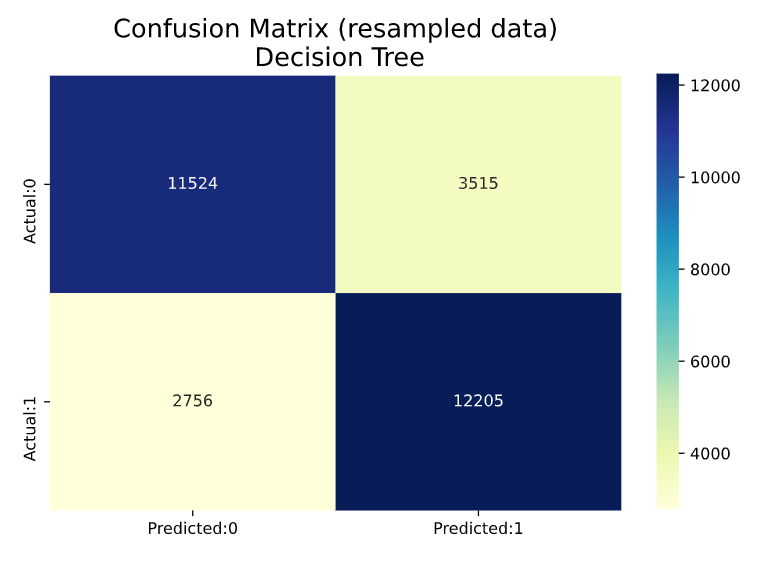 Confusion Matrix (resampled data)
Decision Tree
Actual:0
11524
3515
Actual:1
2756
12205
Predicted:0
Predicted:1
12000
10000
8000
6000
4000